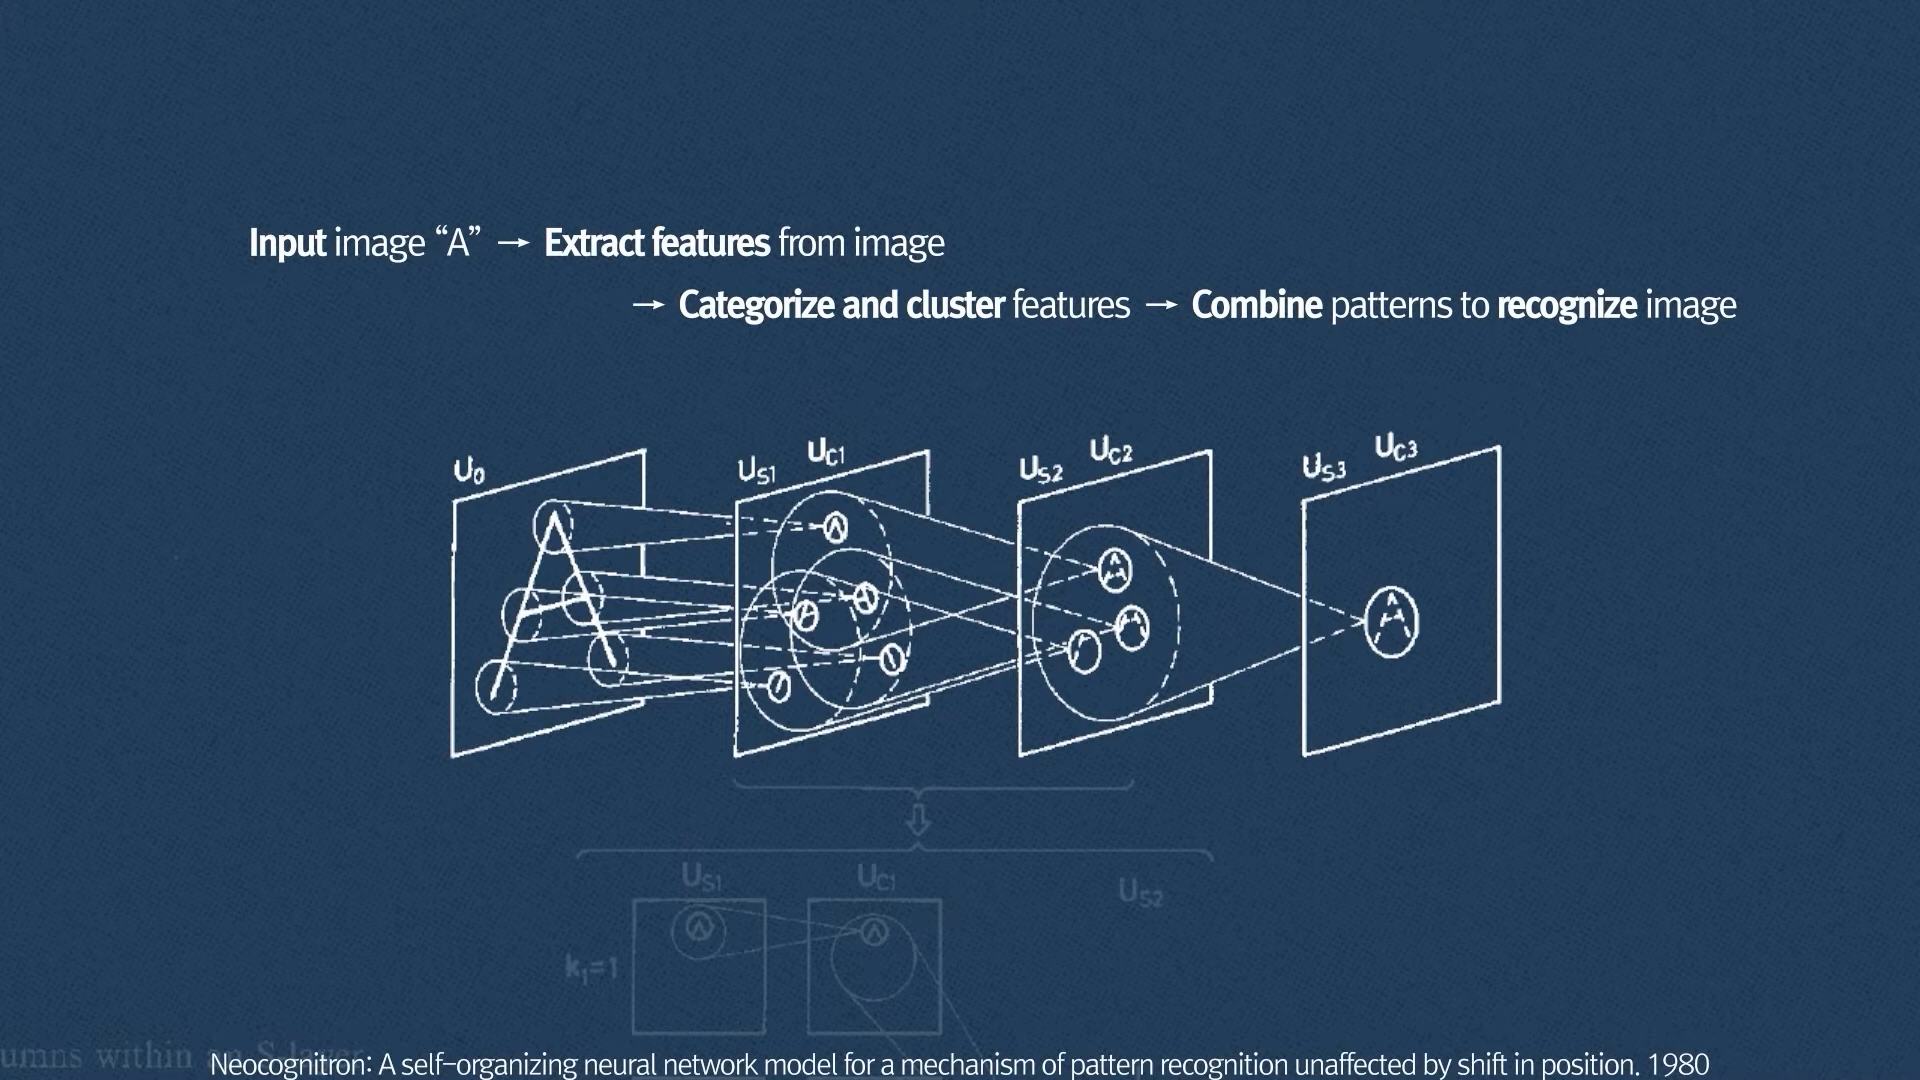 Input image “A” → Extract features from image
→ Categorize and cluster features → Combine patterns to recognize image
U0
US1
UC1
US2
UC2
US3
UC3
US1
UC1
US2
k1=1
umns within an S-layer
Neocognitron: A self-organizing neural network model for a mechanism of pattern recognition unaffected by shift in position. 1980